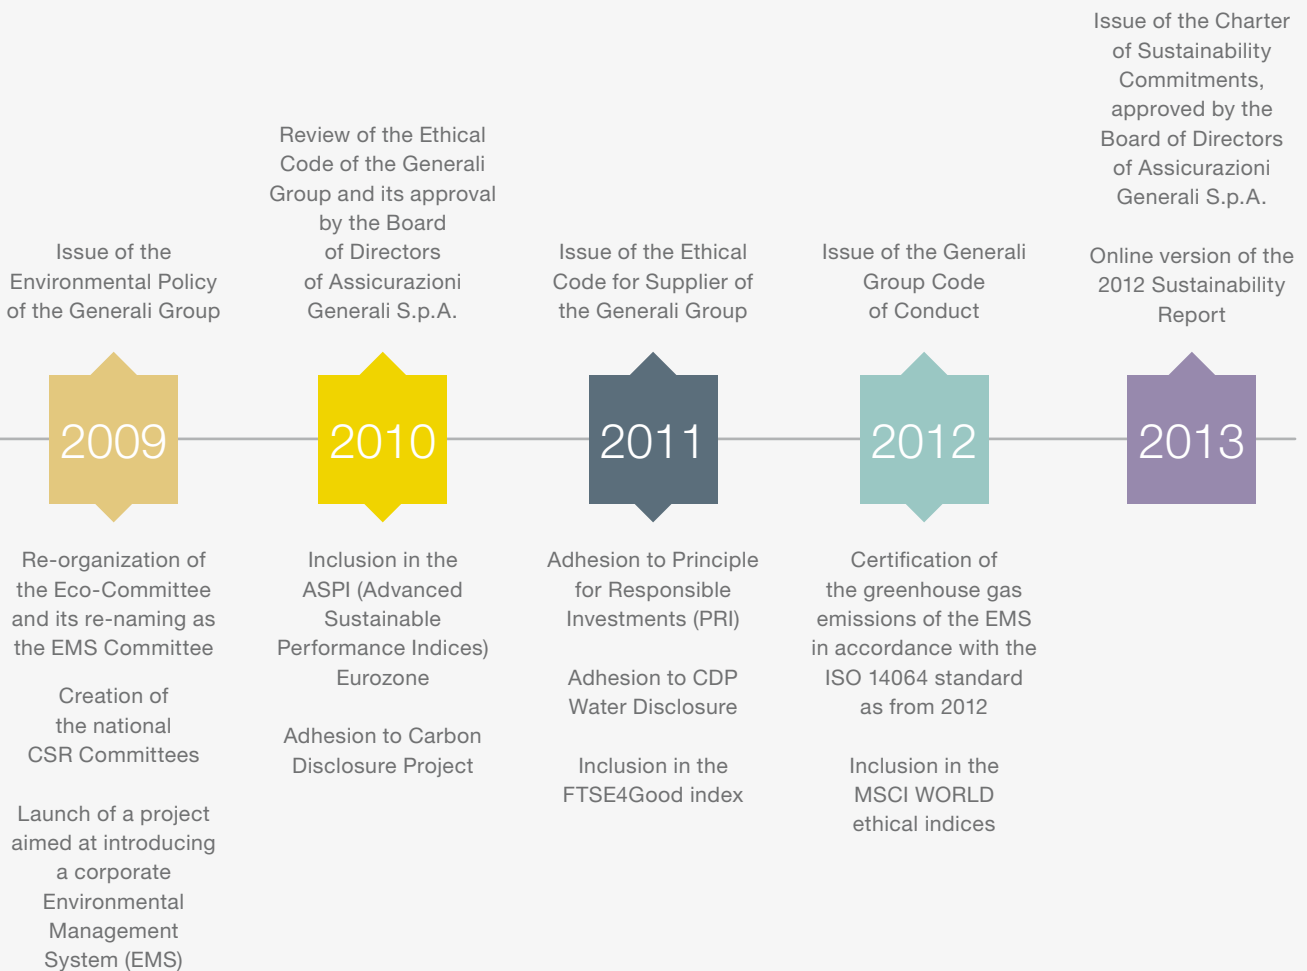 Issue of the
Environmental Policy
of the Generali Group
2009
Re-organization of
the Eco-Committee
and its re-naming as
the EMS Committee
Creation of
the national
CSR Committees
Launch of a project
aimed at introducing
a corporate
Environmental
Management
System (EMS)
Review of the Ethical
Code of the Generali
Group and its approval
by the Board
of Directors
of Assicurazioni
Generali S.p.A.
2010
Inclusion in the
ASPI (Advanced
Sustainable
Performance Indices)
Eurozone
Adhesion to Carbon
Disclosure Project
Issue of the Ethical
Code for Supplier of
the Generali Group
2011
Adhesion to Principle
for Responsible
Investments (PRI)
Adhesion to CDP
Water Disclosure
Inclusion in the
FTSE4Good index
Issue of the Generali
Group Code
of Conduct
2012
Certification of
the greenhouse gas
emissions of the EMS
in accordance with the
ISO 14064 standard
as from 2012
Inclusion in the
MSCI WORLD
ethical indices
Issue of the Charter
of Sustainability
Commitments,
approved by the
Board of Directors
of Assicurazioni
Generali S.p.A.
Online version of the
2012 Sustainability
Report
2013